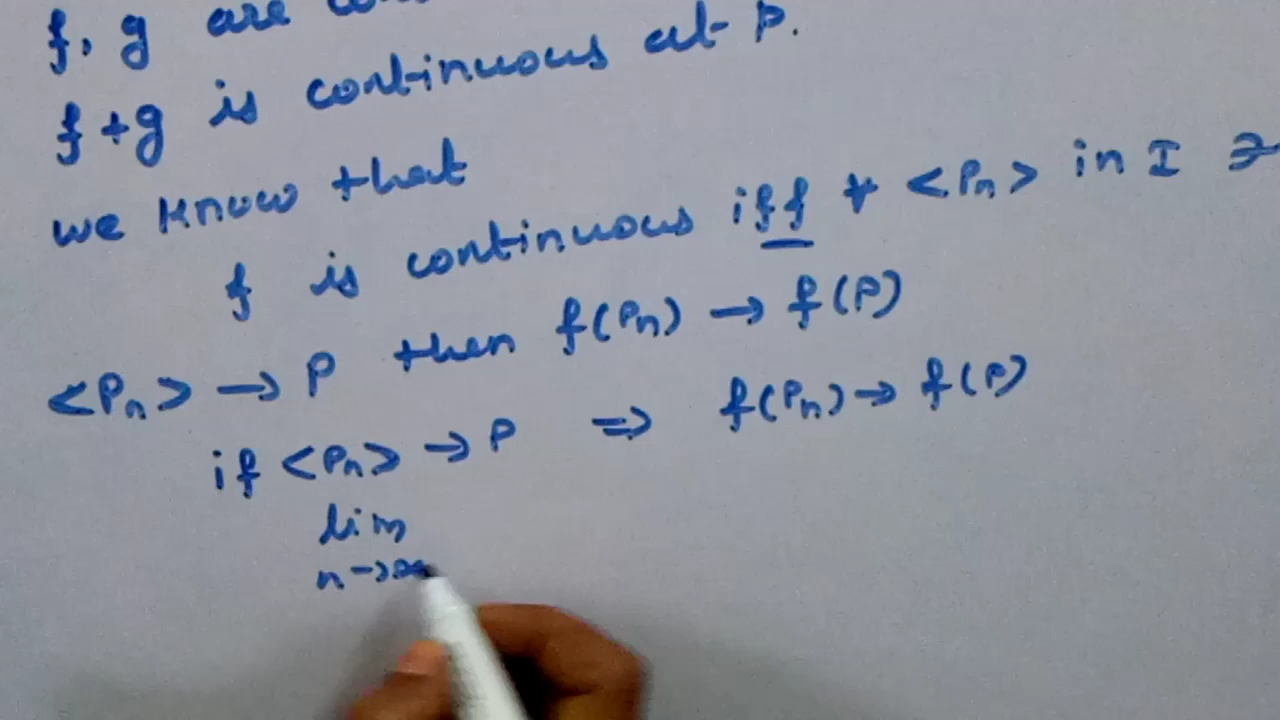 f, g are
f+g is continuous at P.
we know that
f is continuous iff ∀ <Pn> in I ∋
<Pn> → P then f(Pn) → f(P)
if <Pn> → P ⇒ f(Pn) → f(P)
lim
n→∞